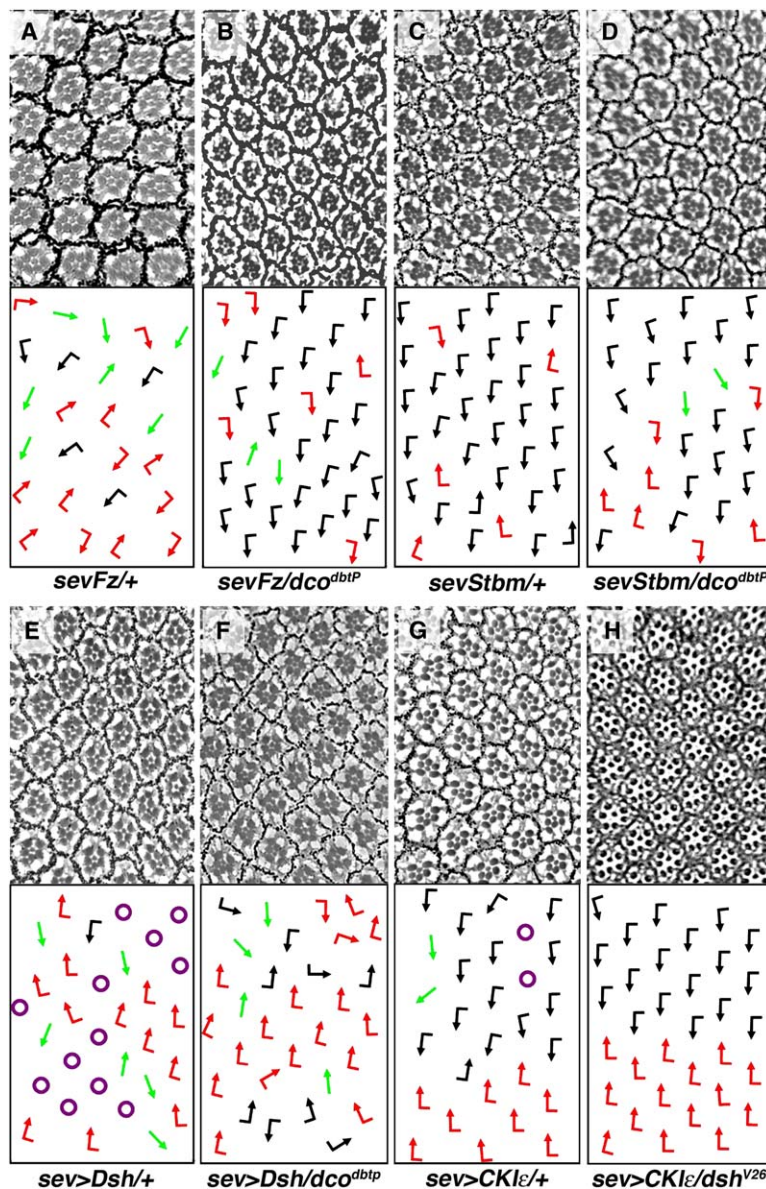 A B C D
sevFz/+ sevFz/dco^dbtP sevStbm/+ sevStbm/dco^dbtP
E F G H
sev>Dsh/+ sev>Dsh/dco^dbtp sev>CKIε/+ sev>CKIε/dsh^V26